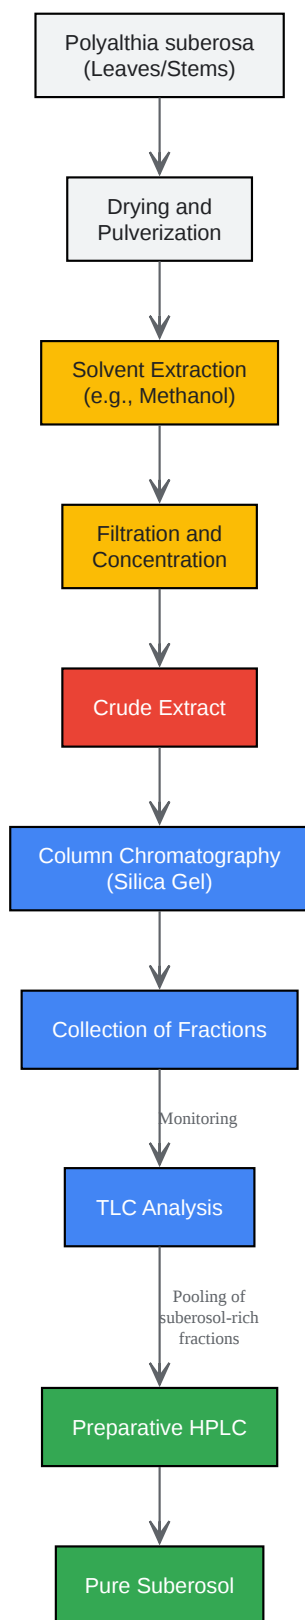 Polyalthia suberosa
(Leaves/Stems)
Drying and
Pulverization
Solvent Extraction
(e.g., Methanol)
Filtration and
Concentration
Crude Extract
Column Chromatography
(Silica Gel)
Collection of Fractions
Monitoring
TLC Analysis
Pooling of
suberosol-rich
fractions
Preparative HPLC
Pure Suberosol